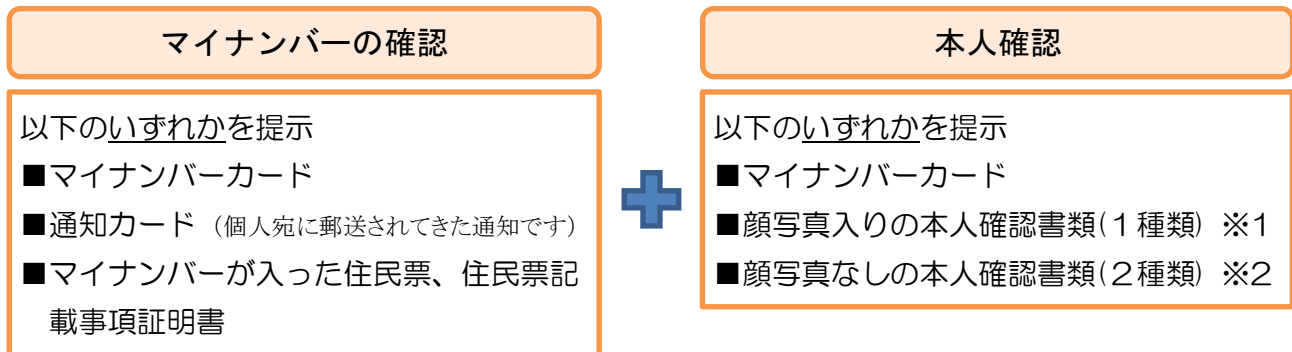 マイナンバーの確認
以下のいずれかを提示
■マイナンバーカード
■通知カード（個人宛に郵送されてきた通知です）
■マイナンバーが入った住民票、住民票記
載事項証明書
本人確認
以下のいずれかを提示
■マイナンバーカード
■顔写真入りの本人確認書類(１種類) ※1
■顔写真なしの本人確認書類(２種類) ※2